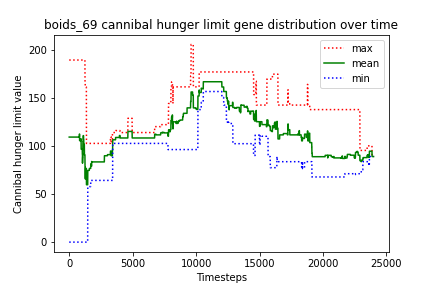 boids_69 cannibal hunger limit gene distribution over time
Cannibal hunger limit value
200
150
100
50
0
max
mean
min
0 5000 10000 15000 20000 25000
Timesteps